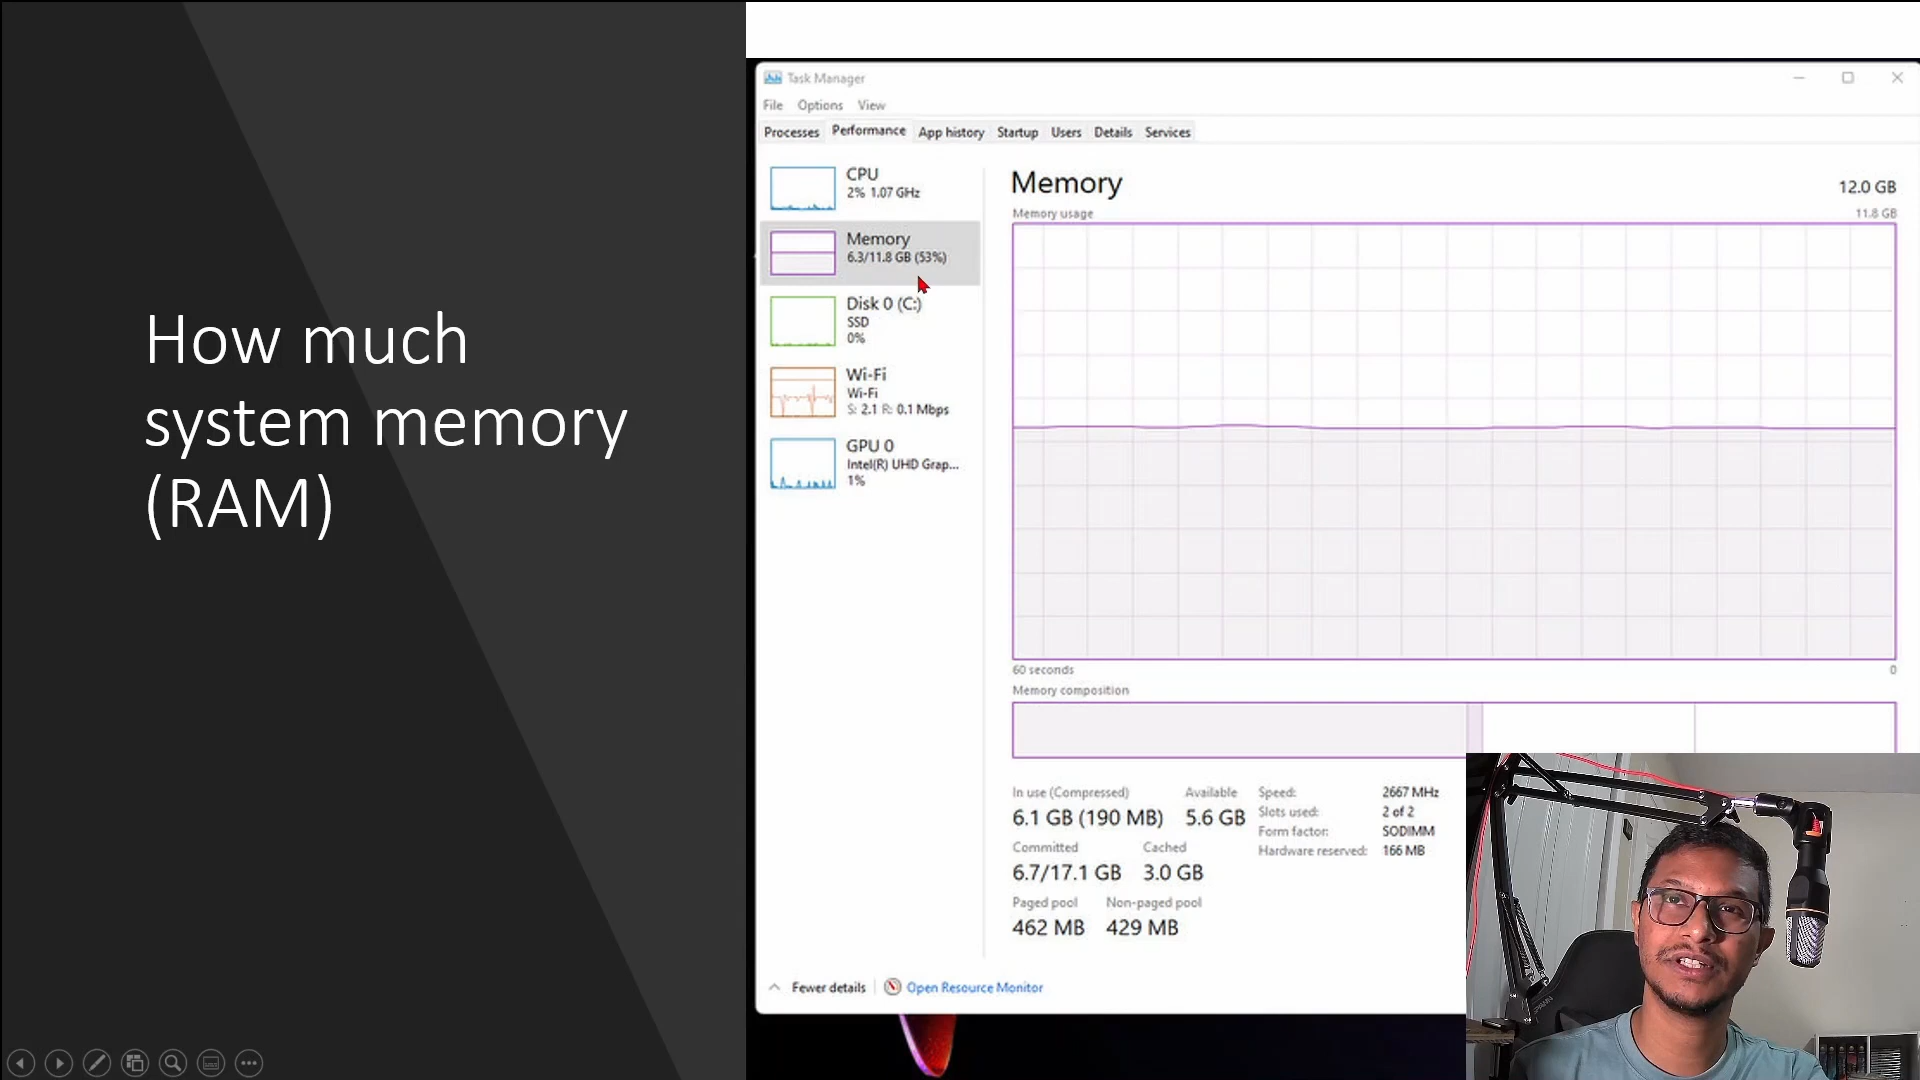 How much
system memory
(RAM)
Task Manager
File Options View
Processes Performance App history Startup Users Details Services
CPU
2% 1.07 GHz
Memory
6.3/11.8 GB (53%)
Disk 0 (C:)
SSD
0%
Wi-Fi
Wi-Fi
S: 2.1 R: 0.1 Mbps
GPU 0
Intel(R) UHD Grap...
1%
Memory 12.0 GB
Memory usage 11.8 GB
60 seconds 0
Memory composition
In use (Compressed) Available
6.1 GB (190 MB) 5.6 GB
Committed Cached
6.7/17.1 GB 3.0 GB
Paged pool Non-paged pool
462 MB 429 MB
Speed: 2667 MHz
Slots used: 2 of 2
Form factor: SODIMM
Hardware reserved: 166 MB
Fewer details Open Resource Monitor